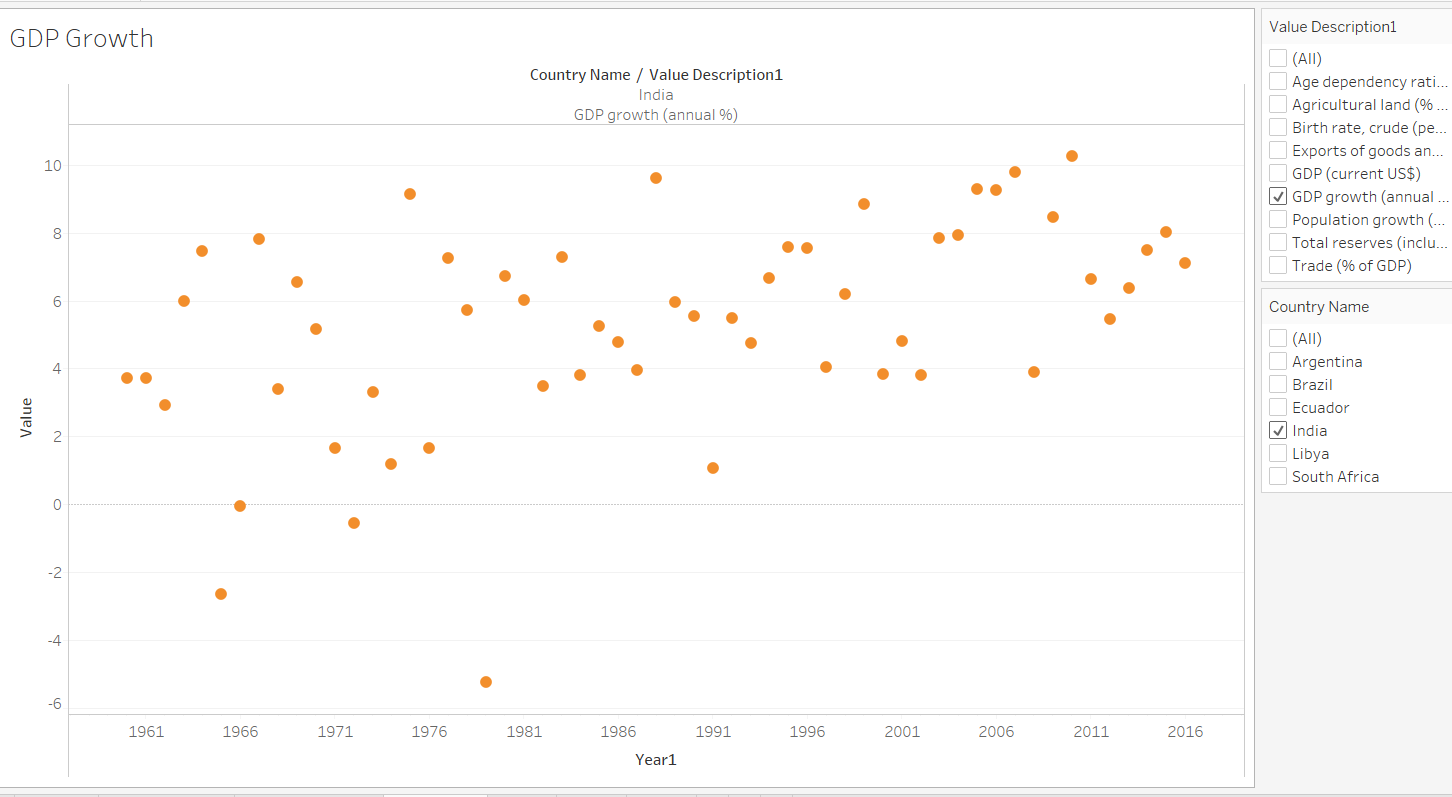 GDP Growth
Country Name / Value Description1
India
GDP growth (annual %)
10
8
6
4
2
0
-2
-4
-6
Value
1961 1966 1971 1976 1981 1986 1991 1996 2001 2006 2011 2016
Year1
Value Description1
(All)
Age dependency rati...
Agricultural land (% ...
Birth rate, crude (pe...
Exports of goods an...
GDP (current US$)
GDP growth (annual ...
Population growth (...
Total reserves (inclu...
Trade (% of GDP)
Country Name
(All)
Argentina
Brazil
Ecuador
India
Libya
South Africa